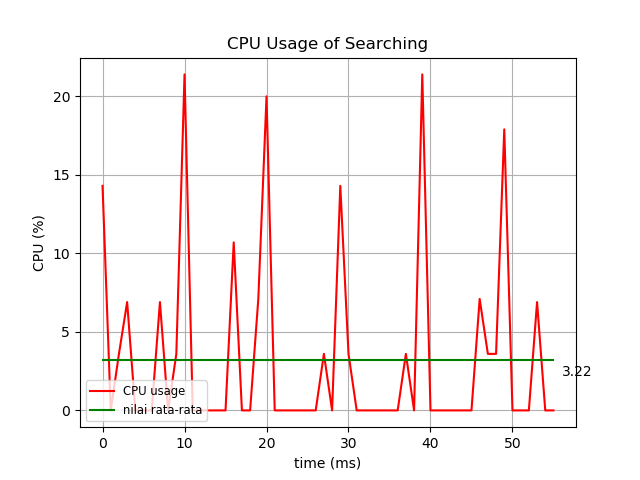 CPU Usage of Searching
CPU (%)
20
15
10
5
0
3.22
CPU usage
nilai rata-rata
0 10 20 30 40 50
time (ms)